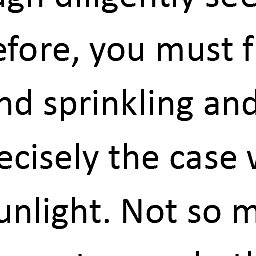 ugh diligently see
efore, you must f
nd sprinkling and
ecisely the case
unlight. Not so m